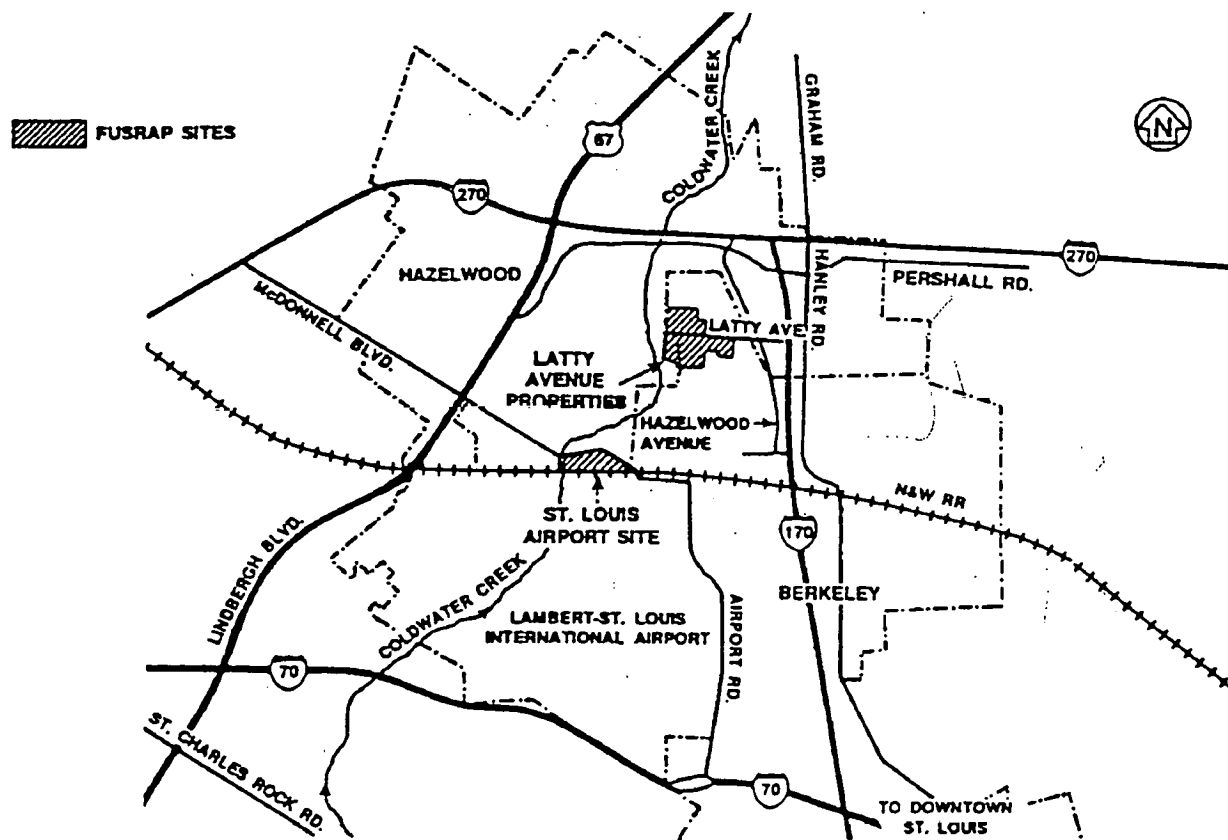 FUSRAP SITES
67
COLDWATER CREEK
GRAHAM RD.
N
270
HAZELWOOD
HANLEY RD.
270
PERSHALL RD.
McDONNELL BLVD.
LATTY AVE
LATTY
AVENUE
PROPERTIES
HAZELWOOD
AVENUE
N&W RR
ST. LOUIS
AIRPORT SITE
170
LINDBERGH BLVD.
COLDWATER CREEK
BERKELEY
LAMBERT-ST. LOUIS
INTERNATIONAL AIRPORT
AIRPORT RD.
70
ST. CHARLES ROCK RD.
70
TO DOWNTOWN
ST. LOUIS